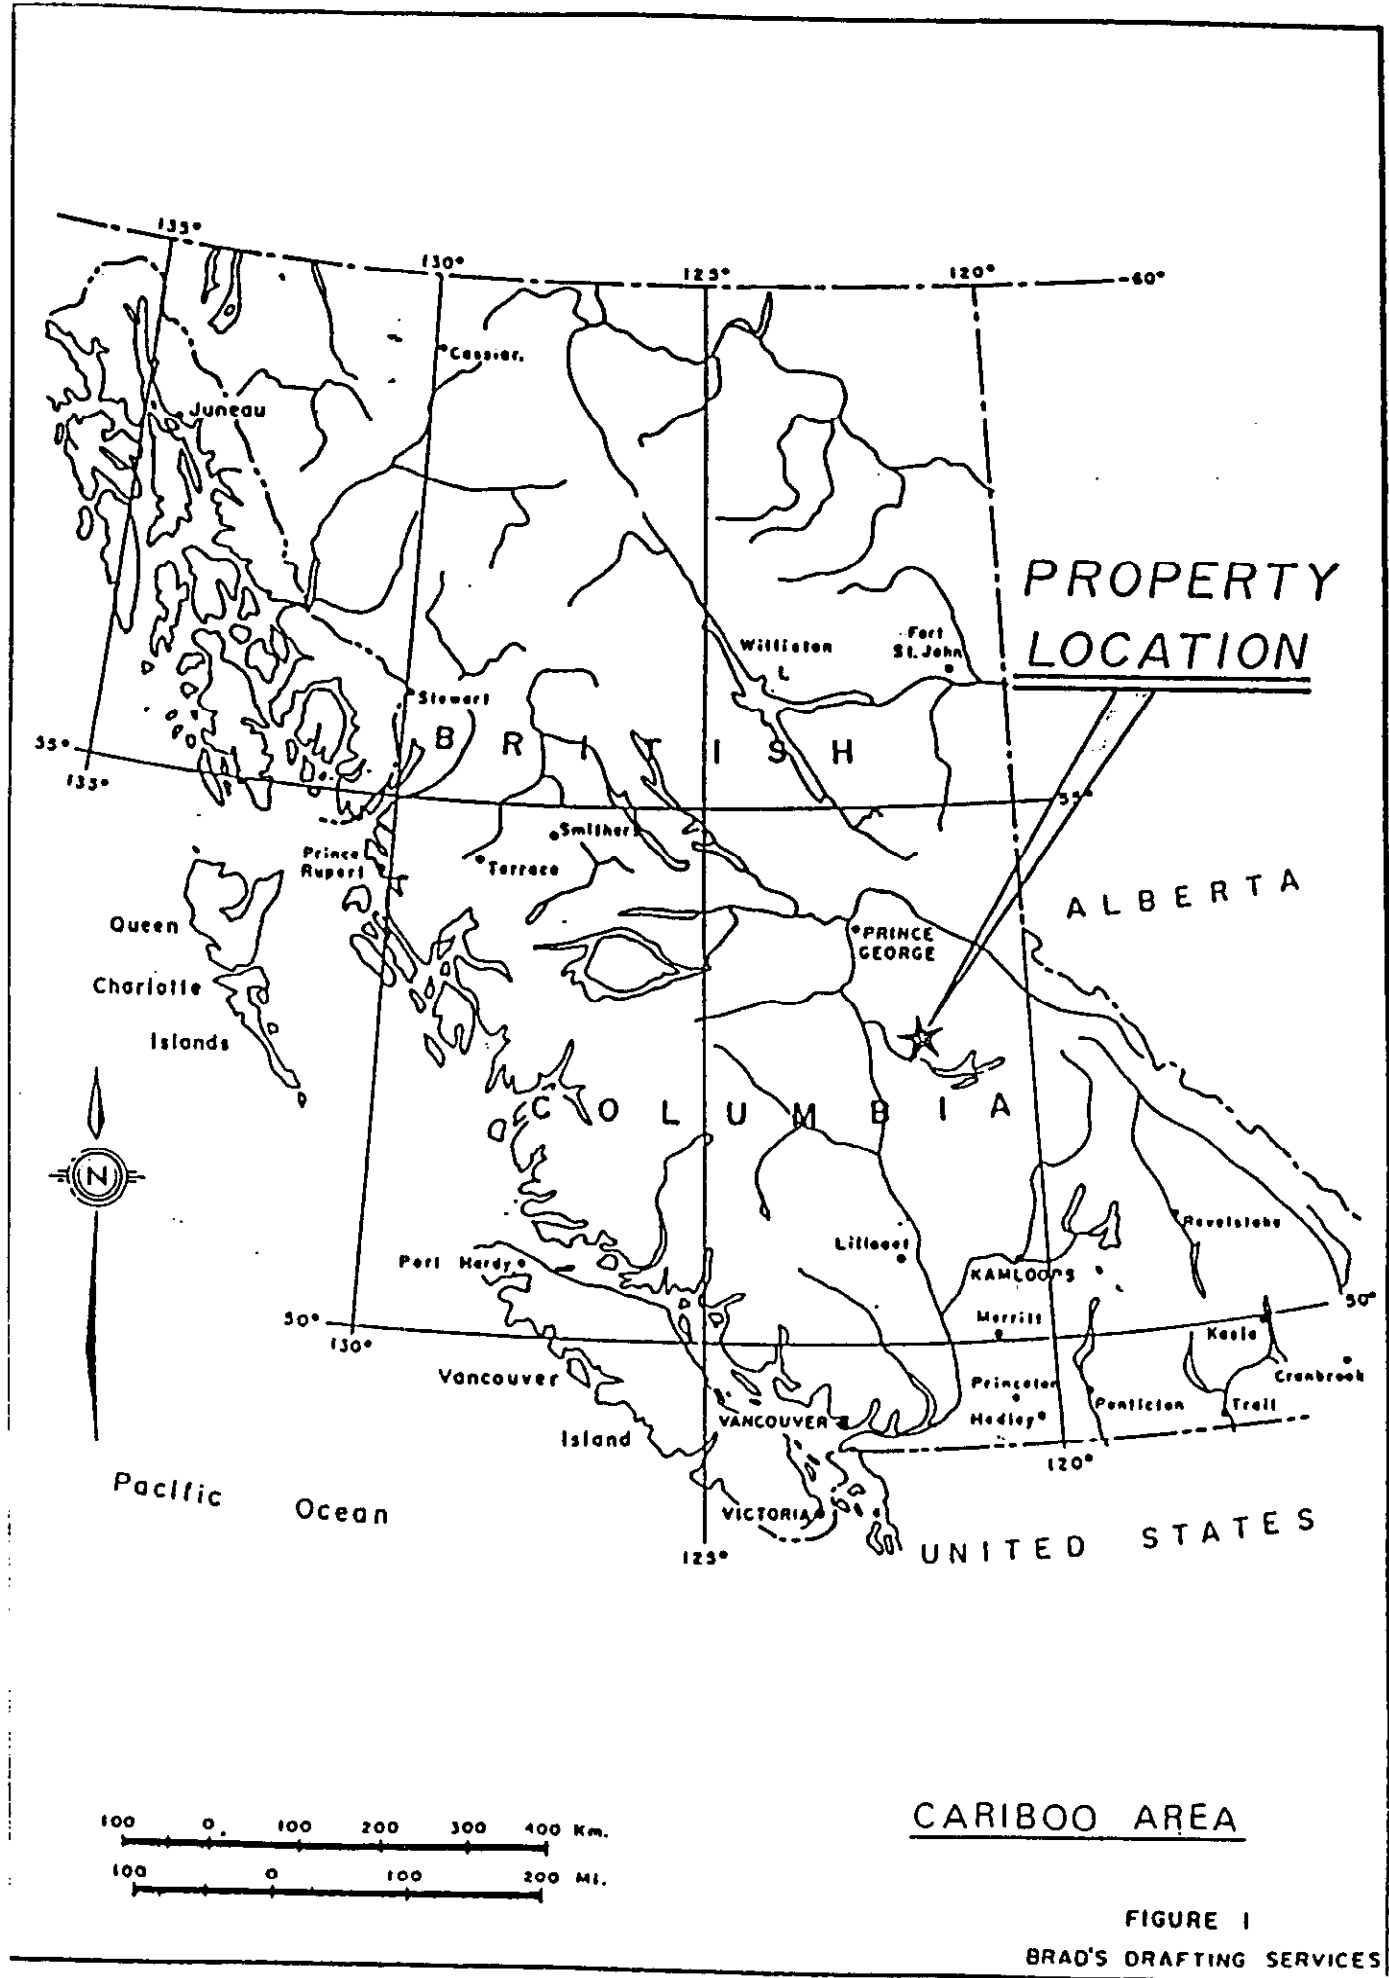 135°
130°
125°
120°
60°
Cassiar.
Juneau
PROPERTY
LOCATION
Williston
L
Fort
St. John
Stewart
BRITISH
55°
135°
55°
Smithers
Prince
Rupert
Terrace
ALBERTA
Queen
Charlotte
Islands
PRINCE
GEORGE
COLUMBIA
N
Revelstoke
Lillooet
Port Hardy
KAMLOOPS
50°
130°
50°
Merritt
Kaslo
Vancouver
Island
Cranbrook
Princeton
Penticton
Trail
VANCOUVER
Hedley
120°
Pacific Ocean
VICTORIA
125°
UNITED STATES
CARIBOO AREA
100 0 100 200 300 400 Km.
100 0 100 200 Mi.
FIGURE 1
BRAD'S DRAFTING SERVICES